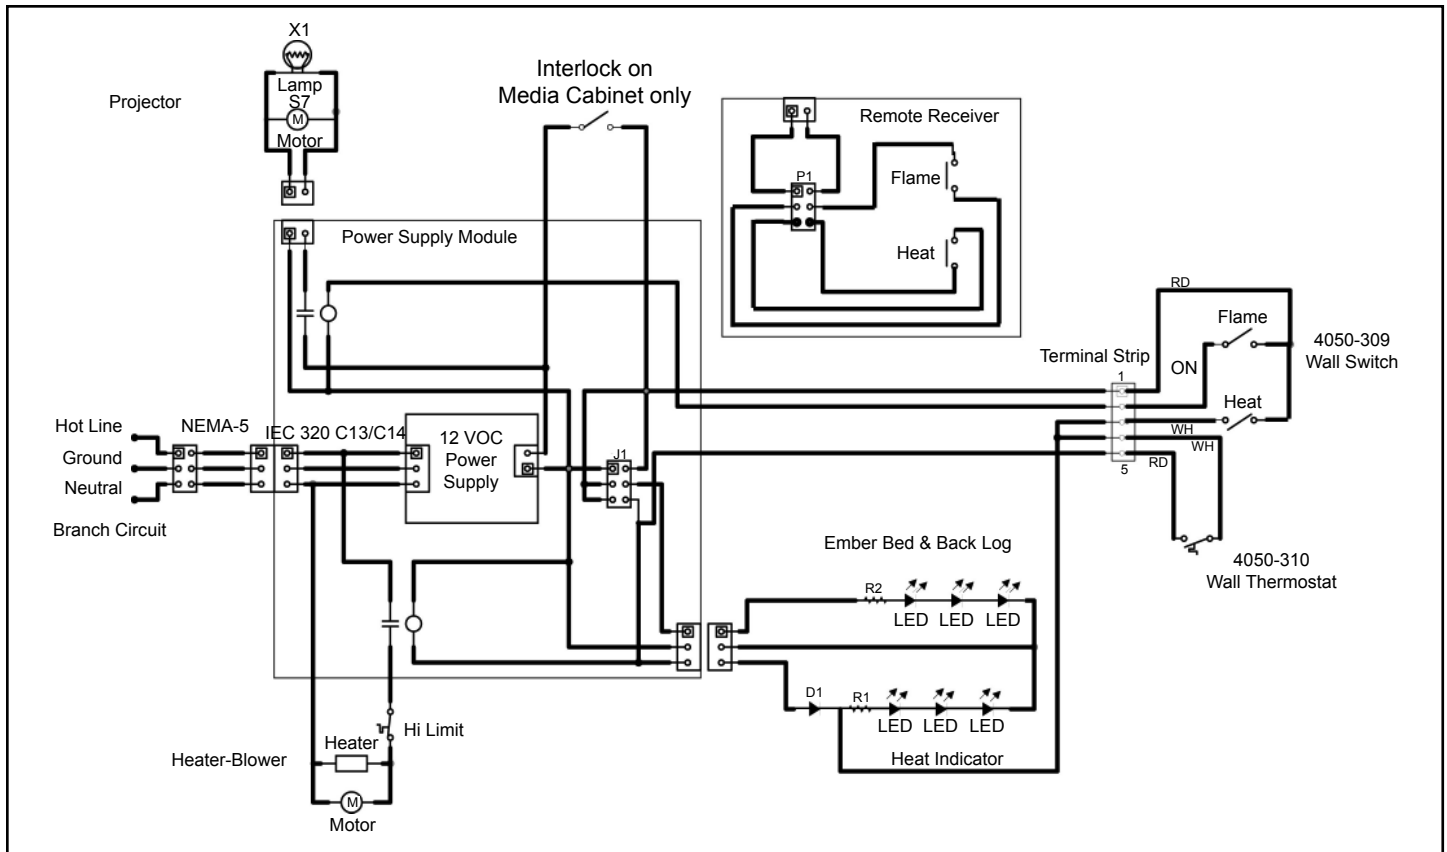 X1
Projector
Lamp
S7
M
Motor
Interlock on
Media Cabinet only
Remote Receiver
P1
Flame
Heat
Power Supply Module
RD
Flame
4050-309
Wall Switch
Terminal Strip
1
ON
Heat
WH
WH
RD
5
Hot Line
NEMA-5
IEC 320 C13/C14
Ground
Neutral
Branch Circuit
12 VOC
Power
Supply
J1
4050-310
Wall Thermostat
Ember Bed & Back Log
R2
LED
LED
LED
D1
R1
LED
LED
LED
Heat Indicator
Hi Limit
Heater
Heater-Blower
M
Motor